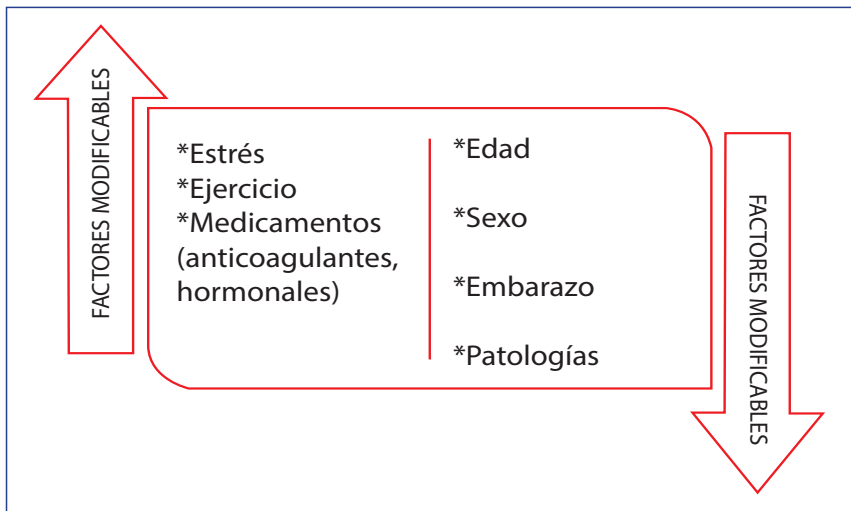 FACTORES MODIFICABLES
*Estrés
*Ejercicio
*Medicamentos
(anticoagulantes,
hormonales)
*Edad
*Sexo
*Embarazo
*Patologías
FACTORES MODIFICABLES